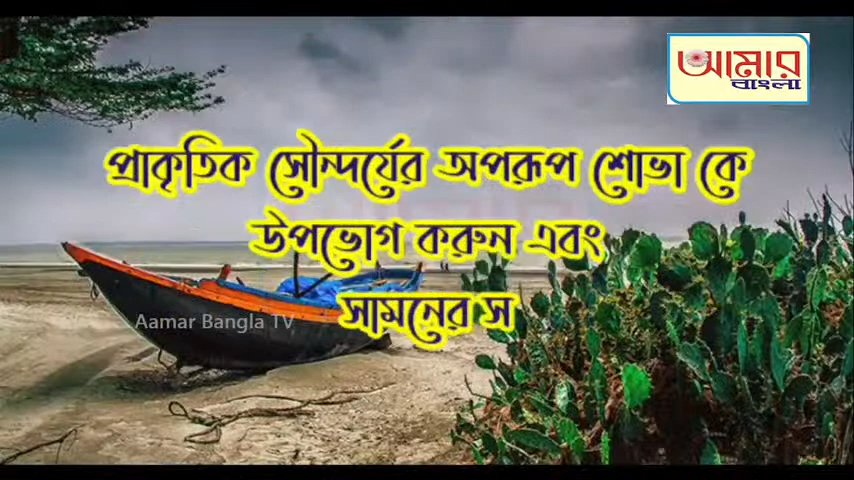 আমার
বাংলা
প্রাকৃতিক সৌন্দর্যের অপরূপ শোভা কে
উপভোগ করুন এবং
সামনের স
Aamar Bangla TV